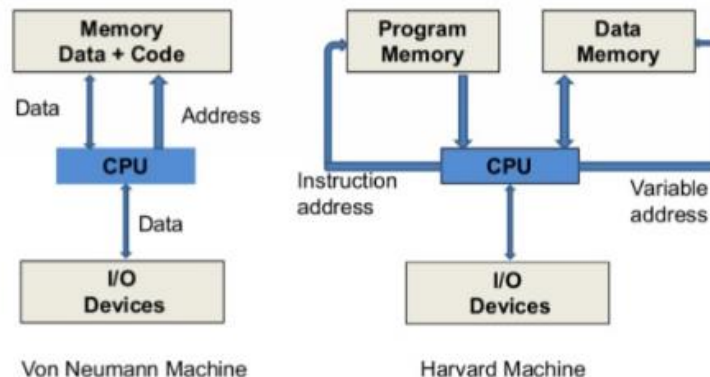 Memory
Data + Code
Data
Address
CPU
Data
I/O
Devices
Von Neumann Machine
Program
Memory
Data
Memory
CPU
Instruction
address
Variable
address
I/O
Devices
Harvard Machine